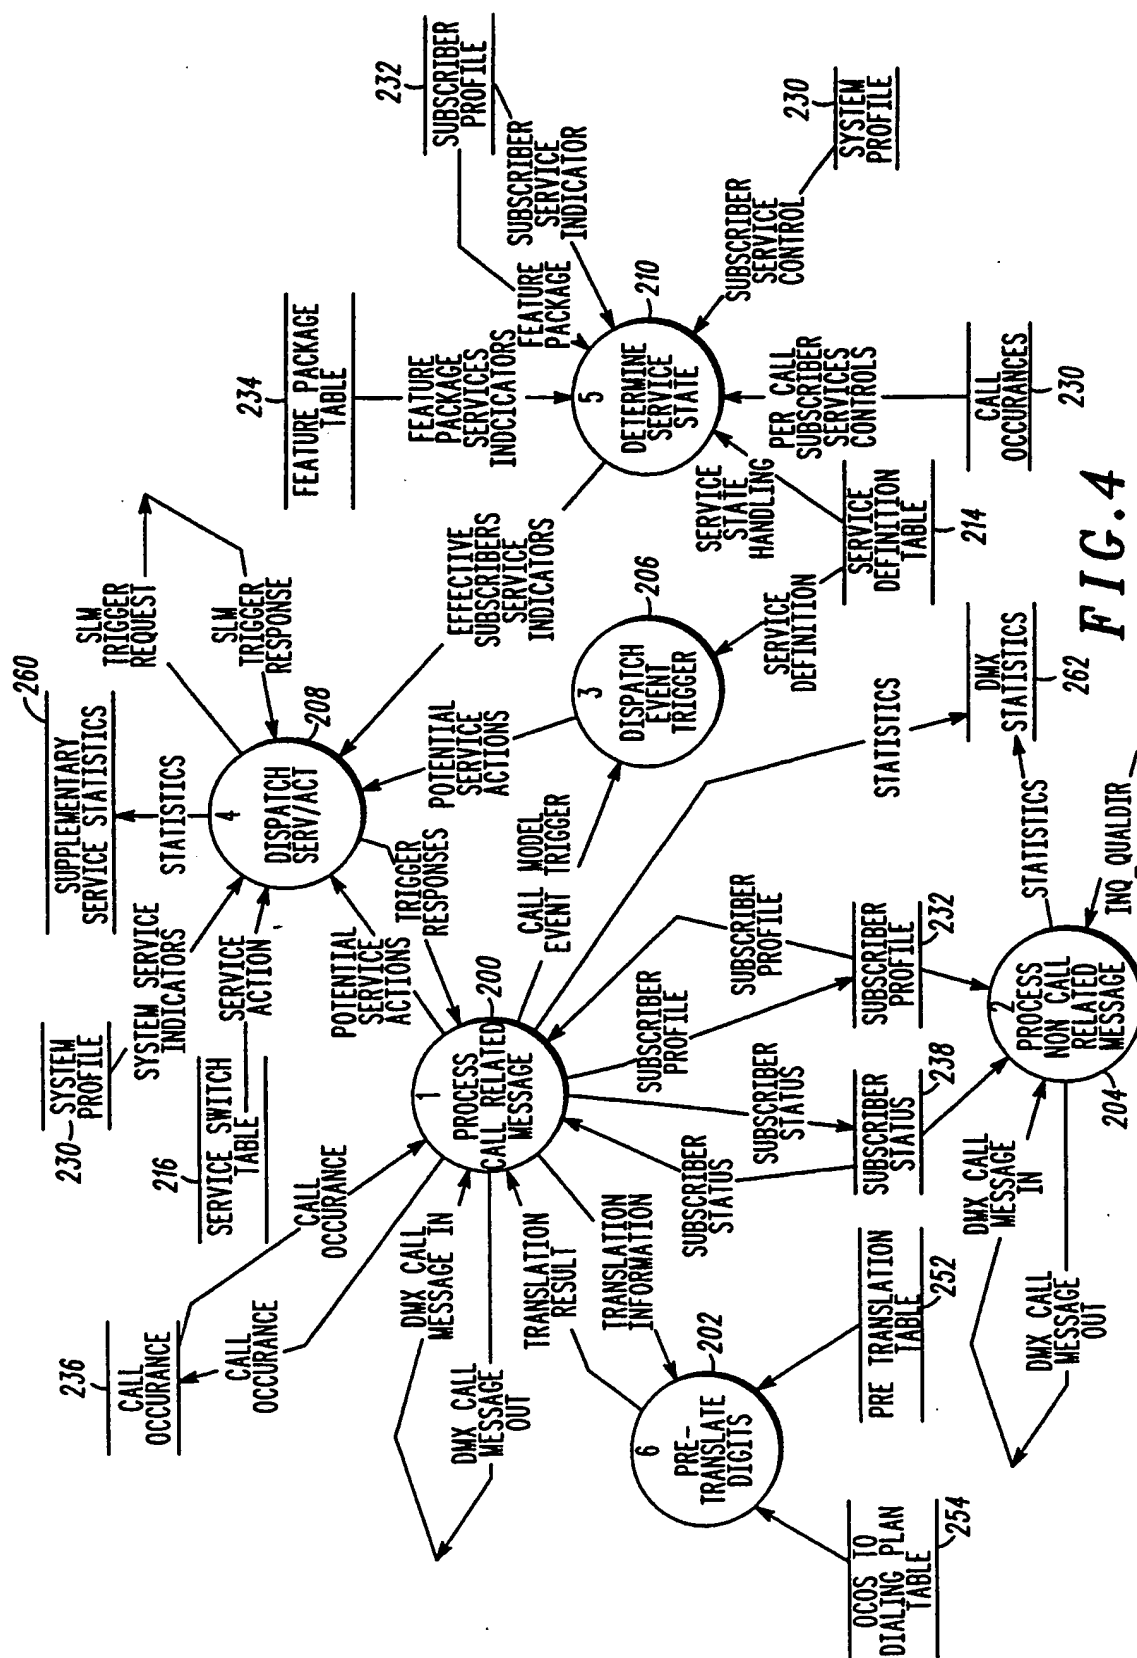 260
SUPPLEMENTARY
SERVICE STATISTICS
STATISTICS
SLM
TRIGGER
REQUEST
SLM
TRIGGER
RESPONSE
234
FEATURE PACKAGE
TABLE
232
SUBSCRIBER
PROFILE
230
SYSTEM
PROFILE
SYSTEM SERVICE
INDICATORS
216
SERVICE SWITCH
TABLE
SERVICE
ACTION
4
DISPATCH
SERV/ACT
208
FEATURE
PACKAGE
SERVICES
INDCICATORS
FEATURE
PACKAGE
SUBSCRIBER
SERVICE
INDICATOR
EFFECTIVE
SUBSCRIBERS
SERVICE
INDICATORS
5
DETERMINE
SERVICE
STATE
210
SUBSCRIBER
SERVICE
CONTROL
230
SYSTEM
PROFILE
236
CALL
OCCURANCE
CALL
OCCURANCE
CALL
OCCURANCE
POTENTIAL
SERVICE
ACTIONS
TRIGGER
RESPONSES
POTENTIAL
SERVICE
ACTIONS
3
DISPATCH
EVENT
TRIGGER
206
SERVICE
STATE
HANDLING
PER CALL
SUBSCRIBER
SERVICES
CONTROLS
DMX CALL
MESSAGE IN
DMX CALL
MESSAGE
OUT
1
PROCESS
CALL RELATED
MESSAGE
200
CALL MODEL
EVENT TRIGGER
SERVICE
DEFINITION
SERVICE
DEFINITION
TABLE
214
CALL
OCCURANCES
230
TRANSLATION
RESULT
TRANSLATION
INFORMATION
6
PRE-
TRANSLATE
DIGITS
202
SUBSCRIBER
STATUS
SUBSCRIBER
STATUS
SUBSCRIBER
PROFILE
SUBSCRIBER
PROFILE
STATISTICS
DMX
STATISTICS
262
OCOS TO
DIALING PLAN
TABLE
254
PRE TRANSLATION
TABLE
252
SUBSCRIBER
STATUS
238
SUBSCRIBER
PROFILE
232
DMX CALL
MESSAGE
IN
DMX CALL
MESSAGE
OUT
2
PROCESS
NON CALL
RELATED
MESSAGE
204
STATISTICS
INQ_QUALDIR
FIG.4